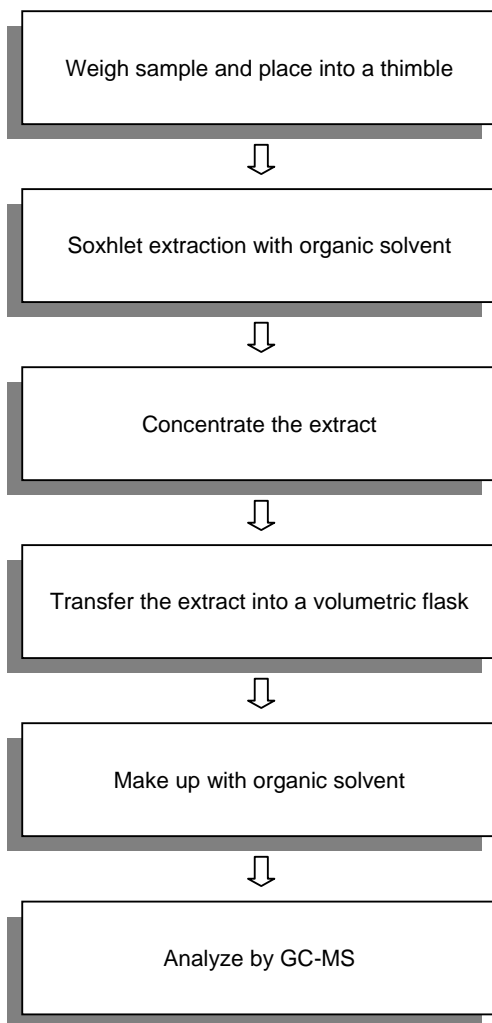 Weigh sample and place into a thimble
Soxhlet extraction with organic solvent
Concentrate the extract
Transfer the extract into a volumetric flask
Make up with organic solvent
Analyze by GC-MS